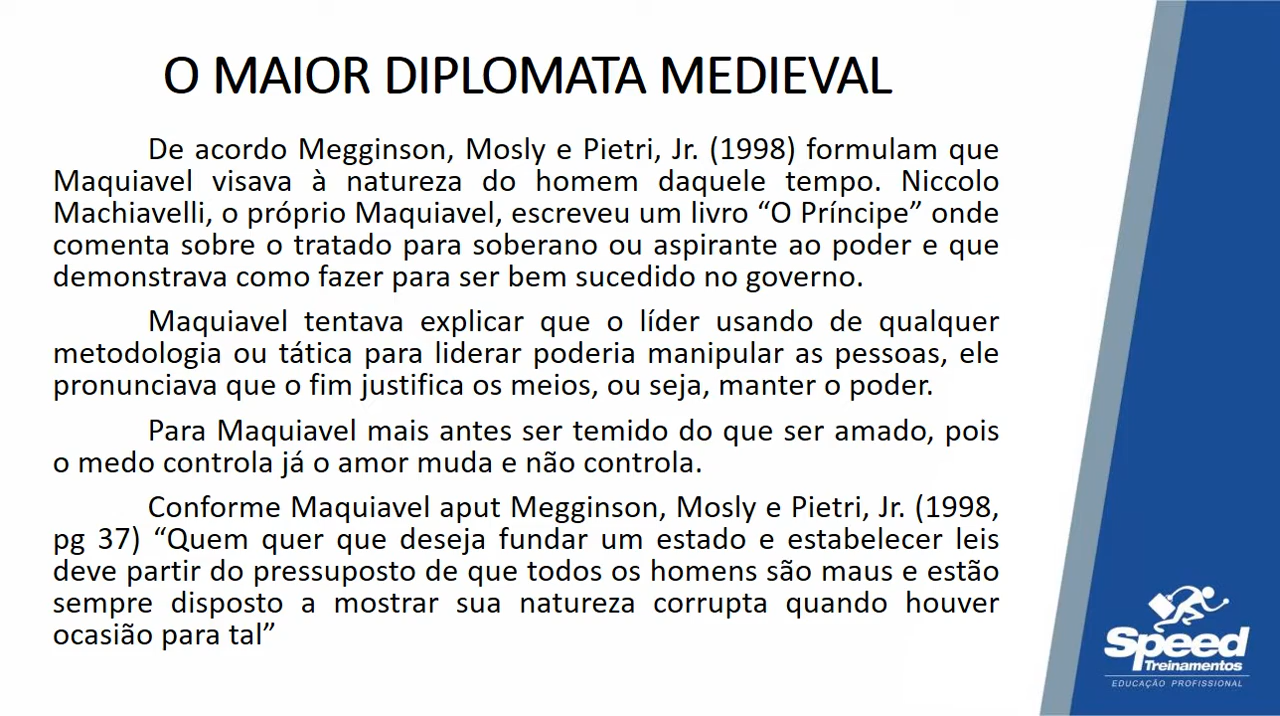 O MAIOR DIPLOMATA MEDIEVAL
De acordo Megginson, Mosly e Pietri, Jr. (1998) formulam que
Maquiavel visava à natureza do homem daquele tempo. Niccolo
Machiavelli, o próprio Maquiavel, escreveu um livro “O Príncipe” onde
comenta sobre o tratado para soberano ou aspirante ao poder e que
demonstrava como fazer para ser bem sucedido no governo.
Maquiavel tentava explicar que o líder usando de qualquer
metodologia ou tática para liderar poderia manipular as pessoas, ele
pronunciava que o fim justifica os meios, ou seja, manter o poder.
Para Maquiavel mais antes ser temido do que ser amado, pois
o medo controla já o amor muda e não controla.
Conforme Maquiavel aput Megginson, Mosly e Pietri, Jr. (1998,
pg 37) “Quem quer que deseja fundar um estado e estabelecer leis
deve partir do pressuposto de que todos os homens são maus e estão
sempre disposto a mostrar sua natureza corrupta quando houver
ocasião para tal”
Speed
Treinamentos
EDUCAÇÃO PROFISSIONAL